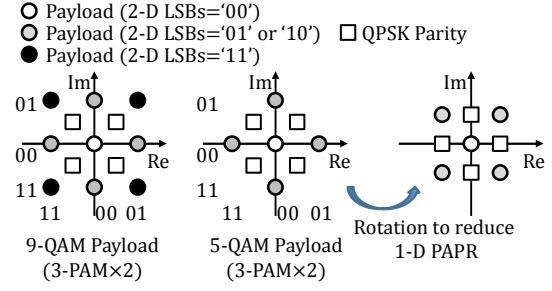 Payload (2-D LSBs=‘00’)
Payload (2-D LSBs=‘01’ or ‘10’) QPSK Parity
Payload (2-D LSBs=‘11’)
Im Im Im
01 01
00 Re 00 Re Re
11 11
11 00 01 11 00 01
9-QAM Payload
(3-PAM×2)
5-QAM Payload
(3-PAM×2)
Rotation to reduce
1-D PAPR